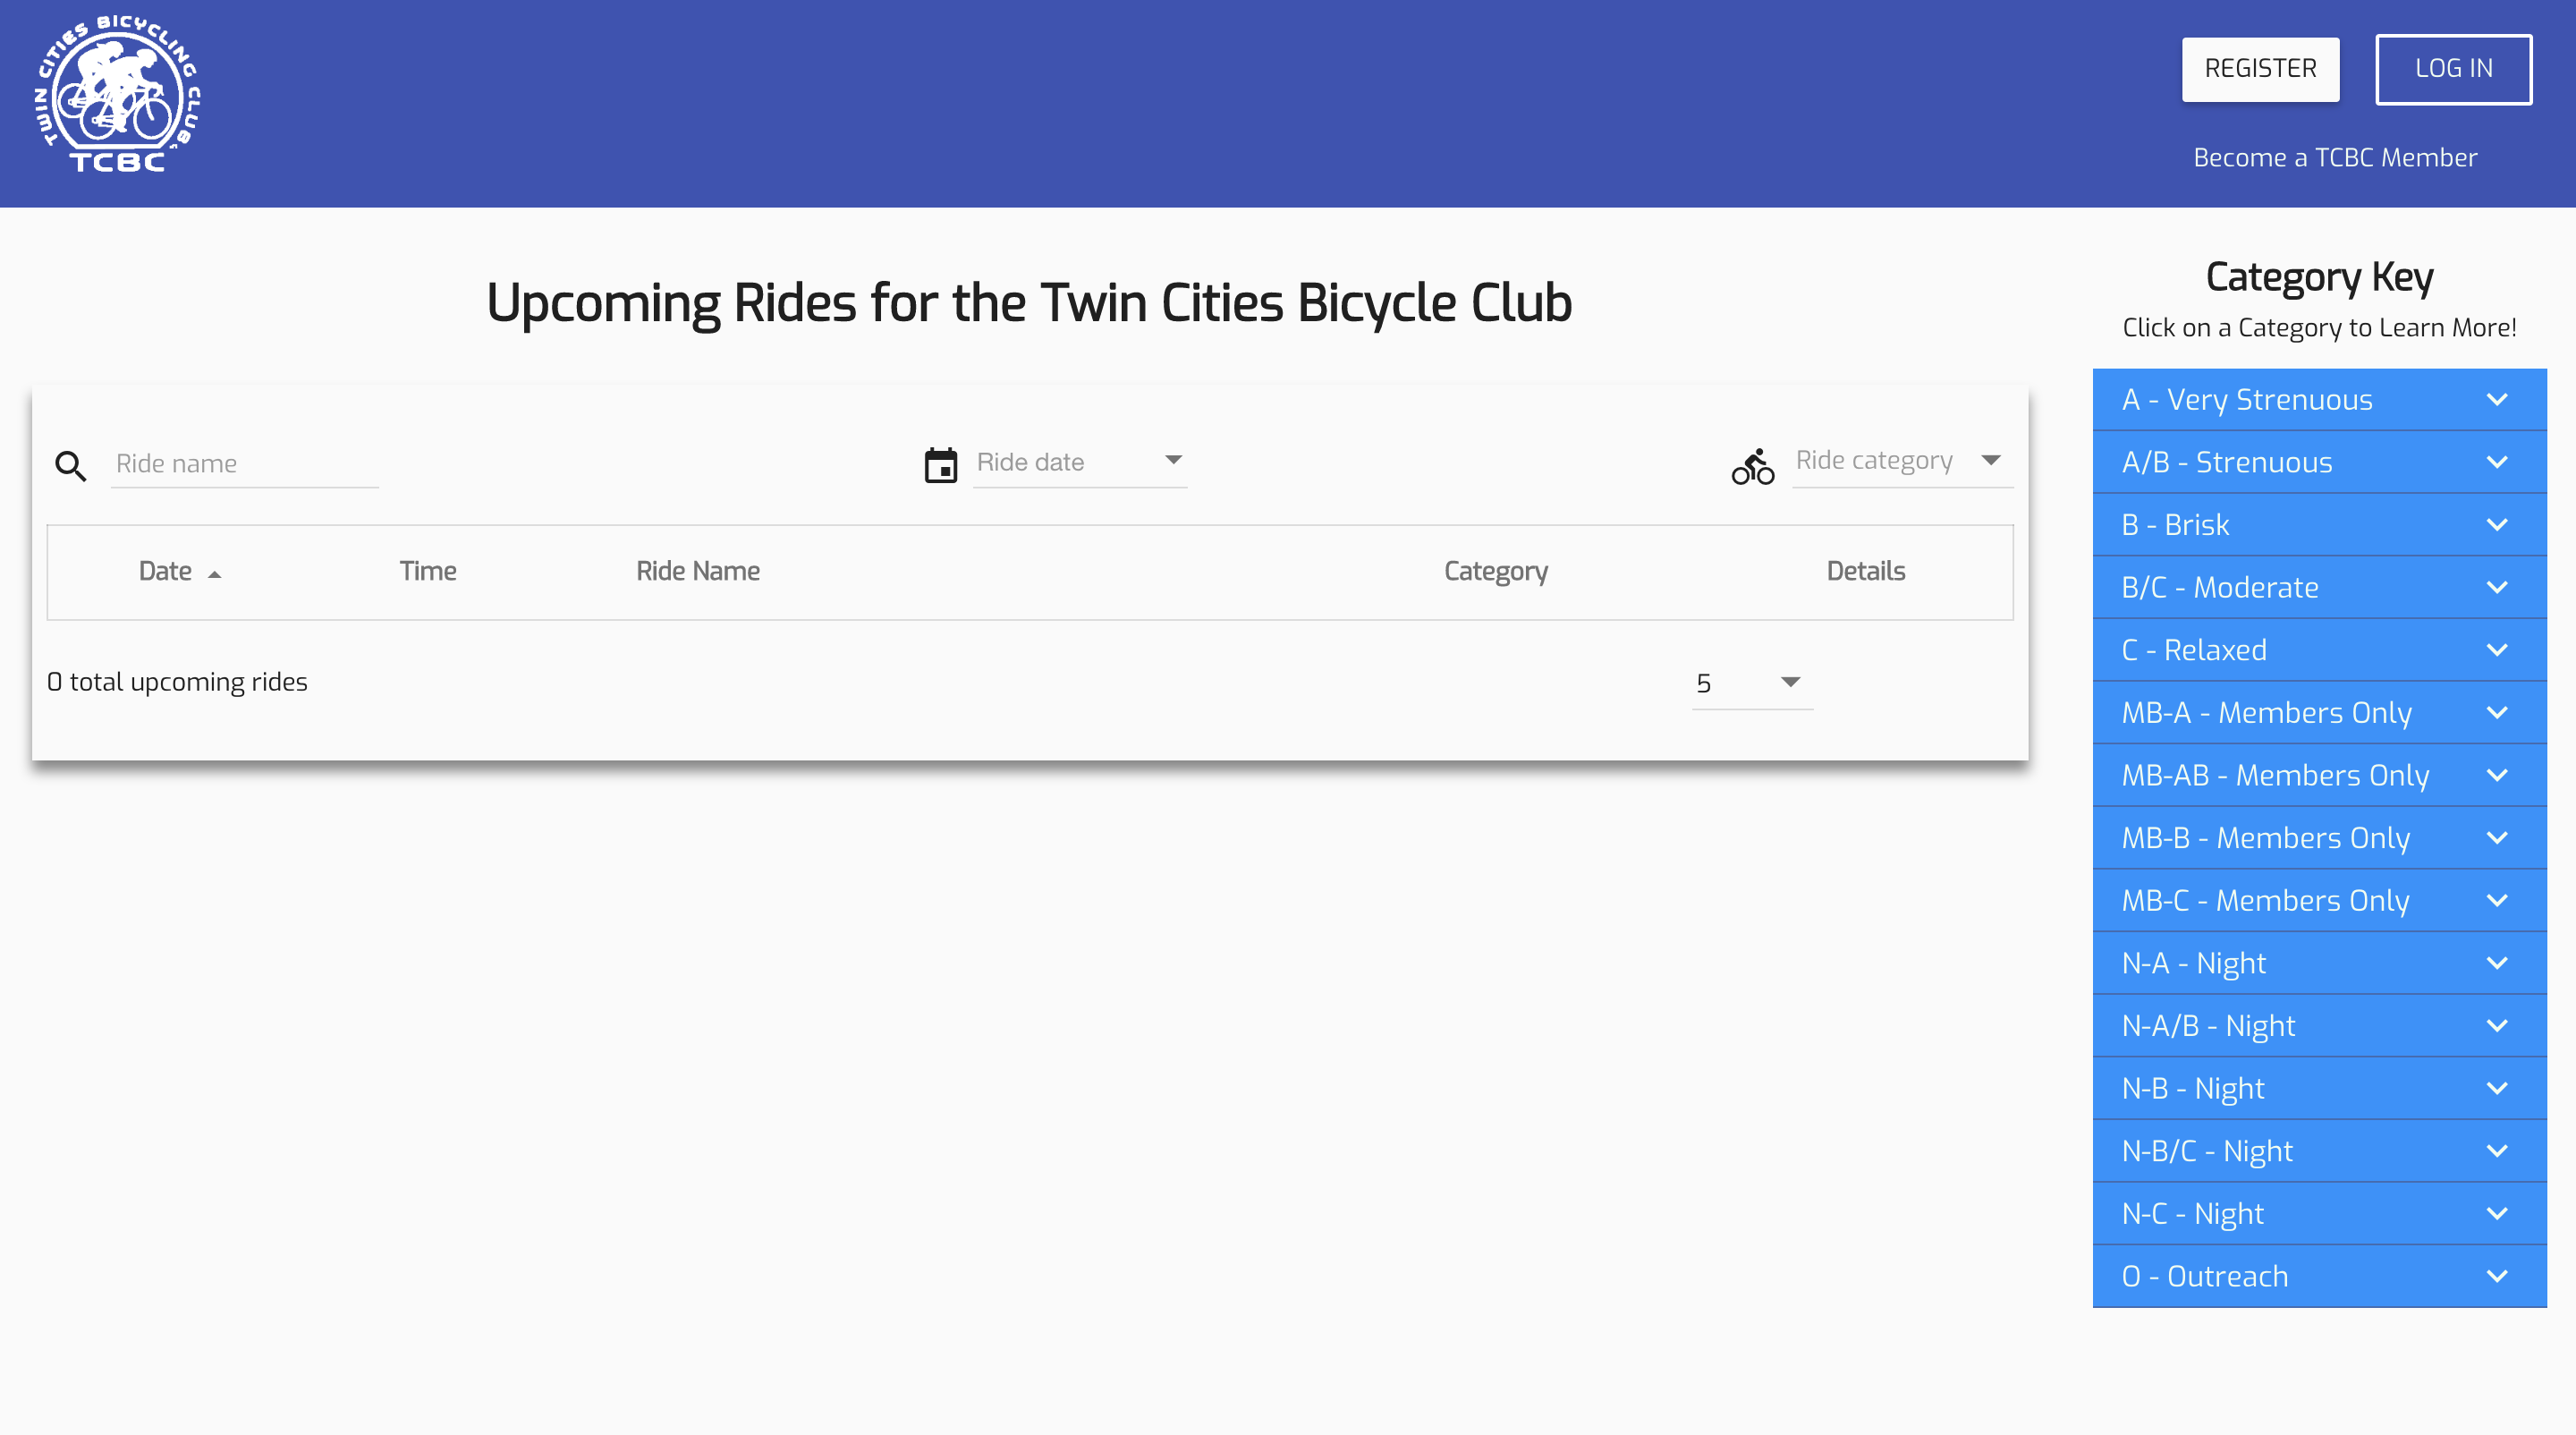 TWIN CITIES BICYCLING CLUB
TCBC
REGISTER
LOG IN
Become a TCBC Member
Upcoming Rides for the Twin Cities Bicycle Club
Ride name
Ride date
Ride category
Date
Time
Ride Name
Category
Details
0 total upcoming rides
5
Category Key
Click on a Category to Learn More!
A - Very Strenuous
A/B - Strenuous
B - Brisk
B/C - Moderate
C - Relaxed
MB-A - Members Only
MB-AB - Members Only
MB-B - Members Only
MB-C - Members Only
N-A - Night
N-A/B - Night
N-B - Night
N-B/C - Night
N-C - Night
O - Outreach